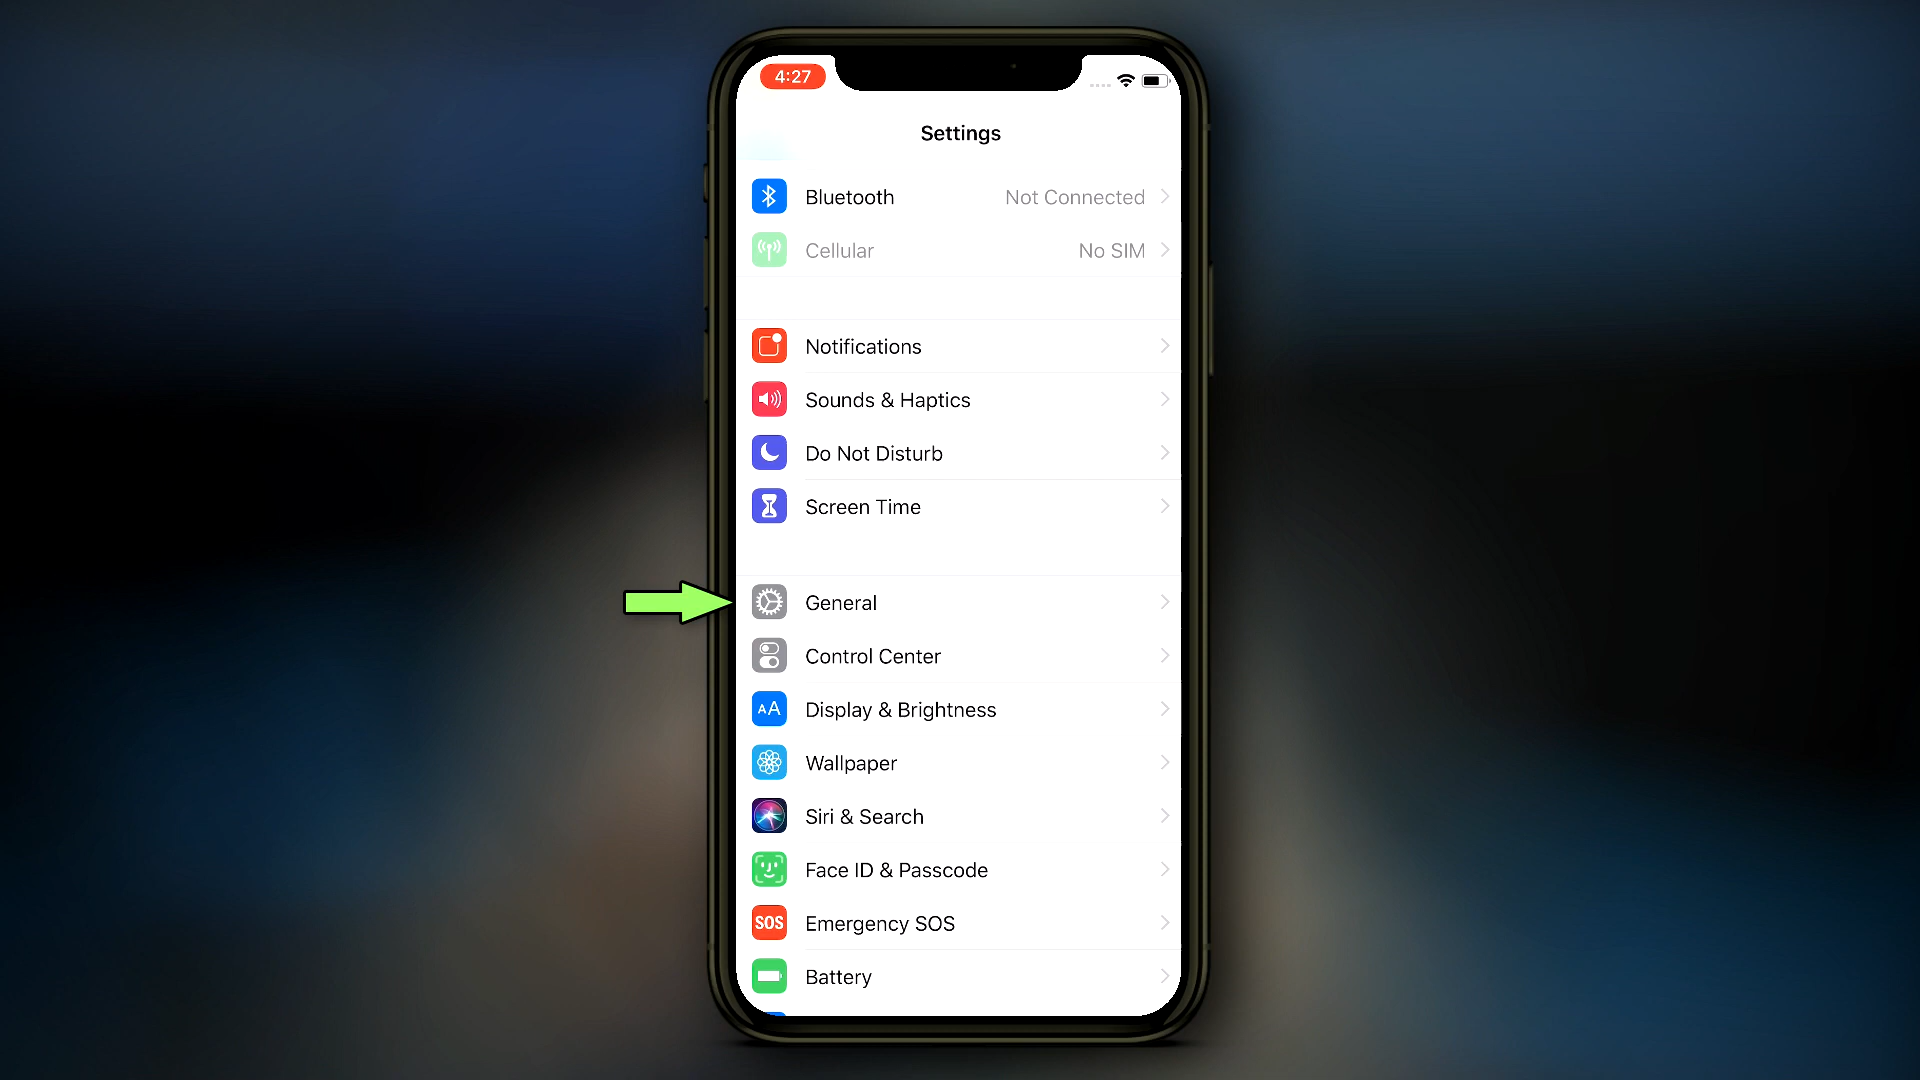 4:27
Settings
Bluetooth Not Connected
Cellular No SIM
Notifications
Sounds & Haptics
Do Not Disturb
Screen Time
General
Control Center
AA Display & Brightness
Wallpaper
Siri & Search
Face ID & Passcode
SOS Emergency SOS
Battery